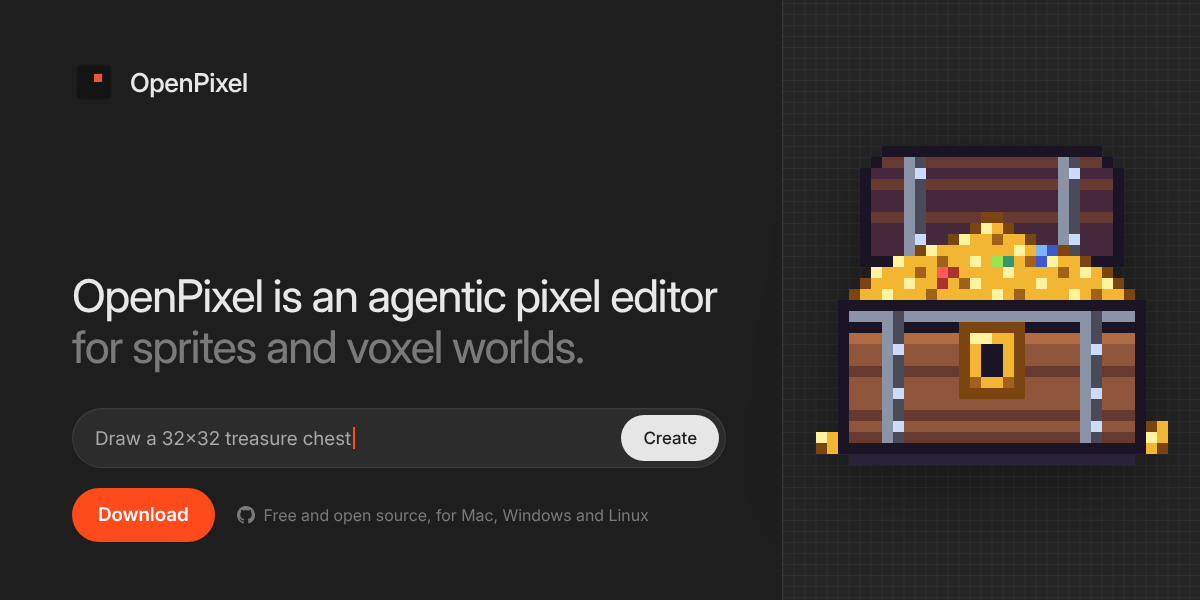 OpenPixel
OpenPixel is an agentic pixel editor
for sprites and voxel worlds.
Draw a 32×32 treasure chest
Create
Download
Free and open source, for Mac, Windows and Linux